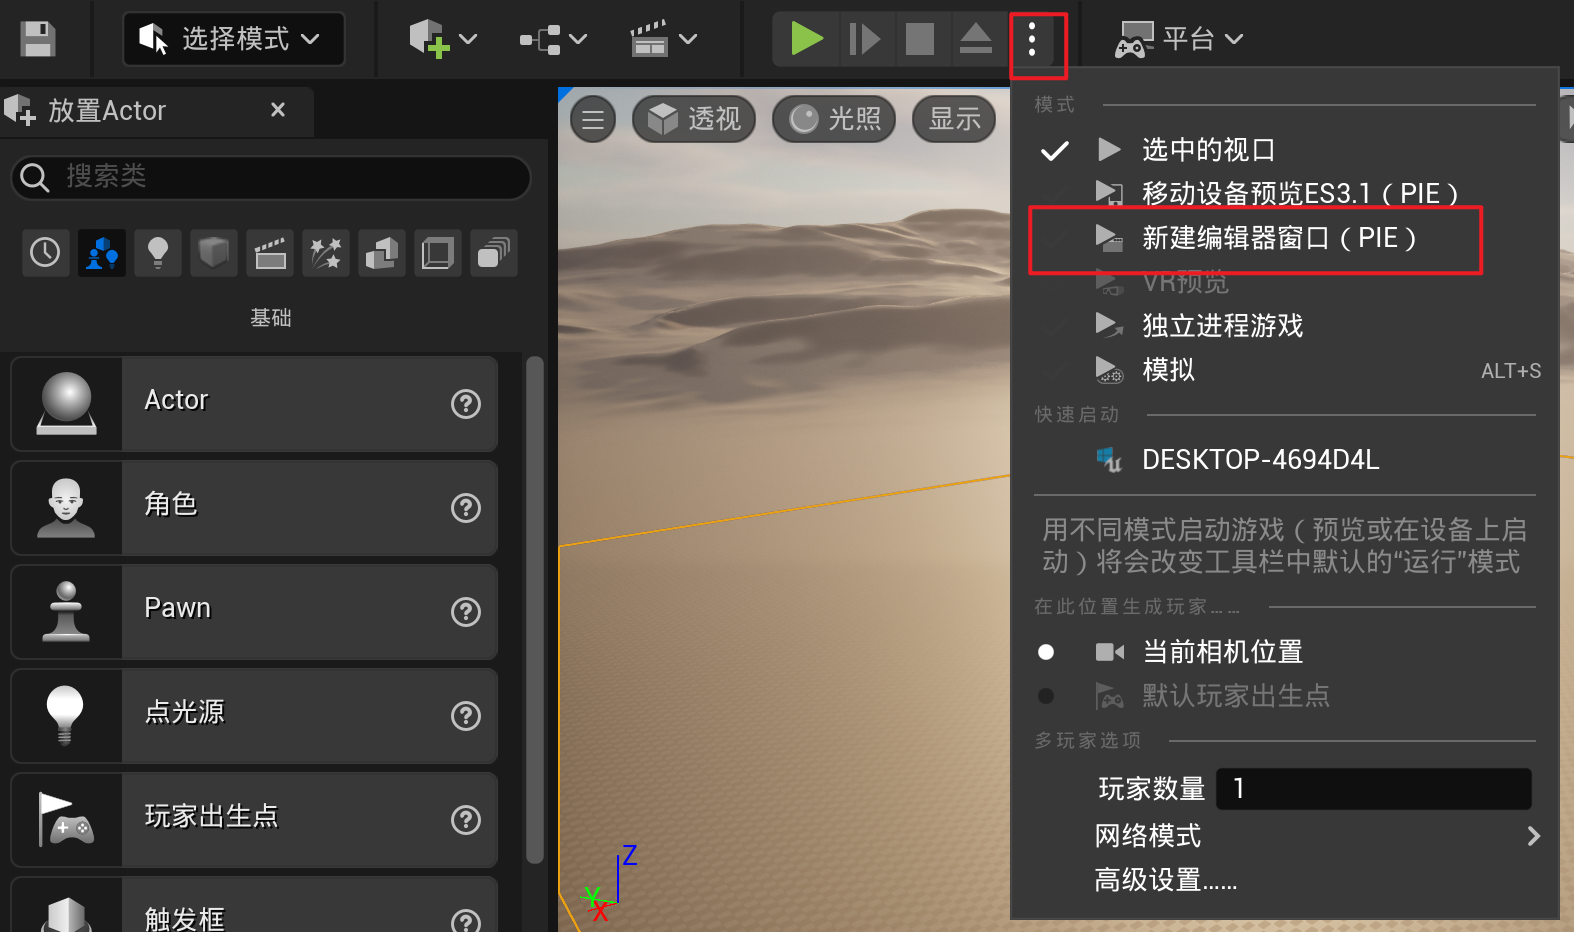 选择模式
平台
放置Actor
搜索类
基础
Actor
角色
Pawn
点光源
玩家出生点
触发框
透视
光照
显示
Z
Y
X
模式
选中的视口
移动设备预览ES3.1（PIE）
新建编辑器窗口（PIE）
VR预览
独立进程游戏
模拟 ALT+S
快速启动
DESKTOP-4694D4L
用不同模式启动游戏（预览或在设备上启
动）将会改变工具栏中默认的“运行”模式
在此位置生成玩家……
当前相机位置
默认玩家出生点
多玩家选项
玩家数量 1
网络模式
高级设置……